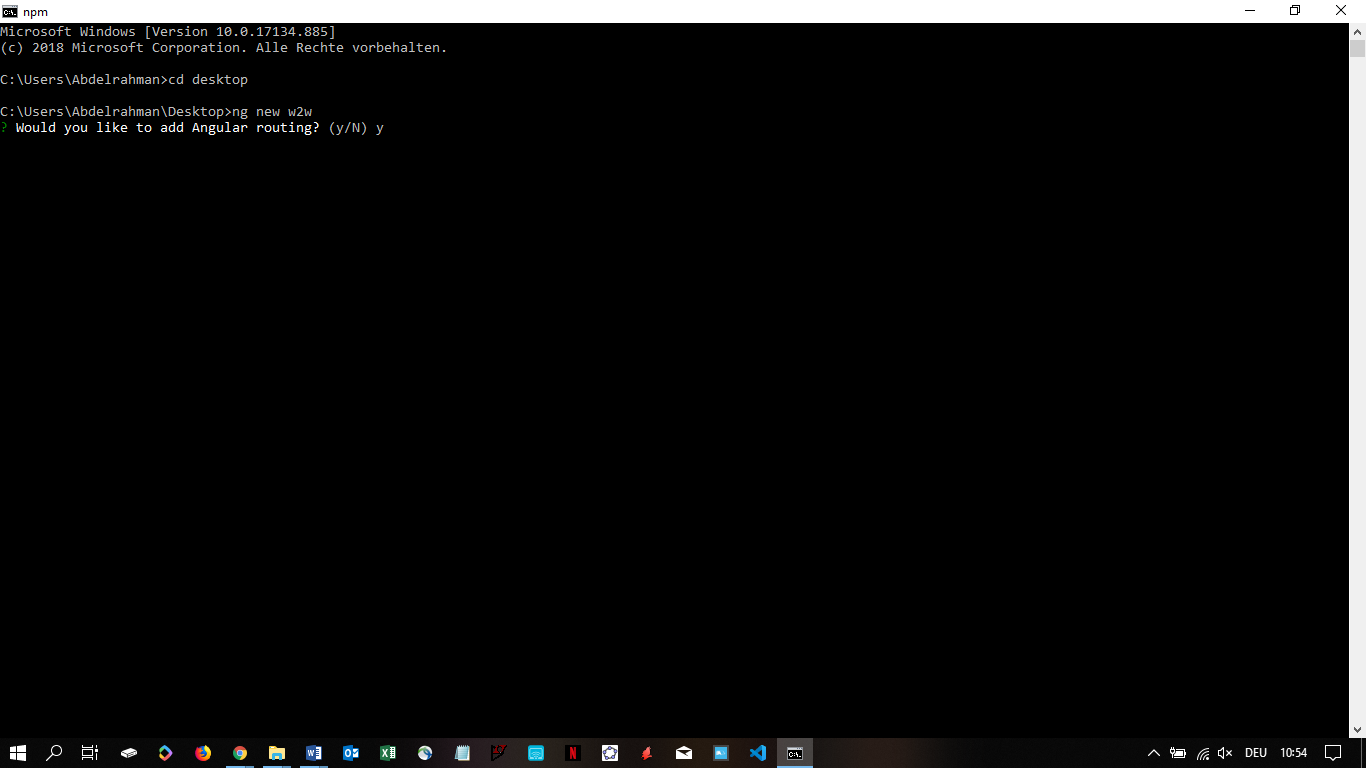 npm
Microsoft Windows [Version 10.0.17134.885]
(c) 2018 Microsoft Corporation. Alle Rechte vorbehalten.
C:\Users\Abdelrahman>cd desktop
C:\Users\Abdelrahman\Desktop>ng new w2w
? Would you like to add Angular routing? (y/N) y
DEU
10:54